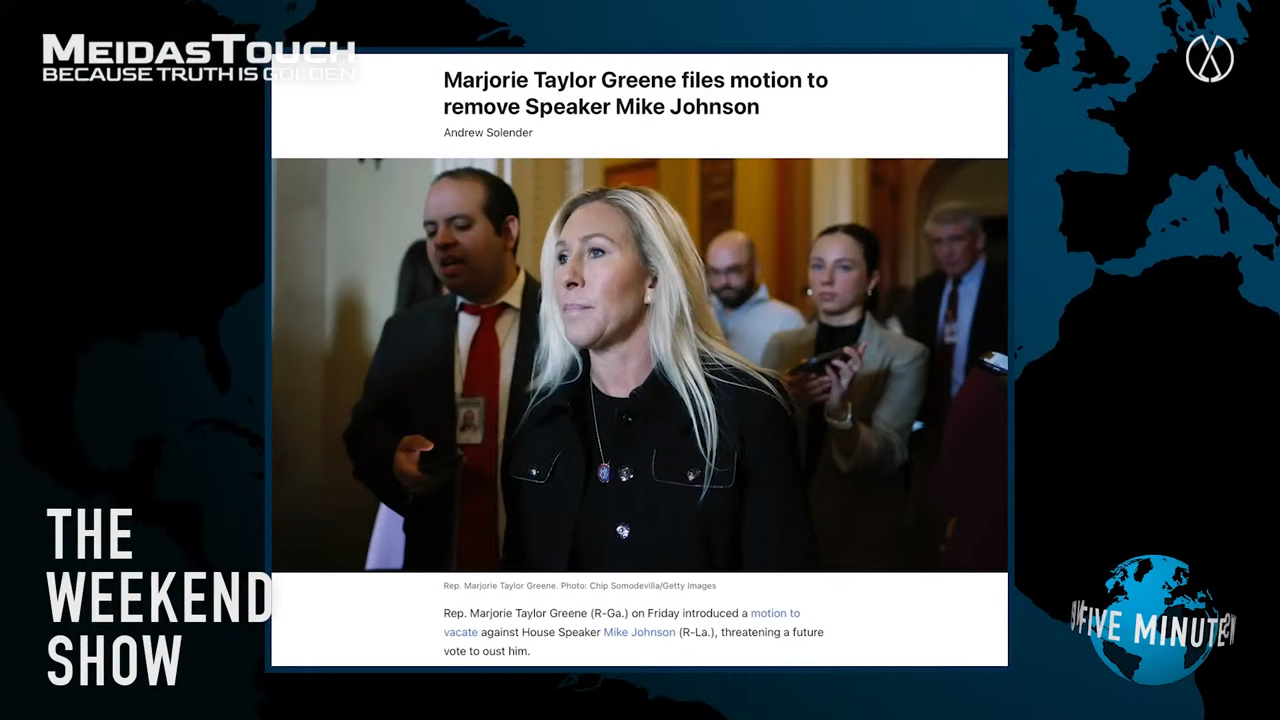 MEIDASTOUCH
BECAUSE TRUTH IS GOLDEN
Marjorie Taylor Greene files motion to
remove Speaker Mike Johnson
Andrew Solender
Rep. Marjorie Taylor Greene. Photo: Chip Somodevilla/Getty Images
Rep. Marjorie Taylor Greene (R-Ga.) on Friday introduced a motion to
vacate against House Speaker Mike Johnson (R-La.), threatening a future
vote to oust him.
THE
WEEKEND
SHOW
FIVE MINUTE